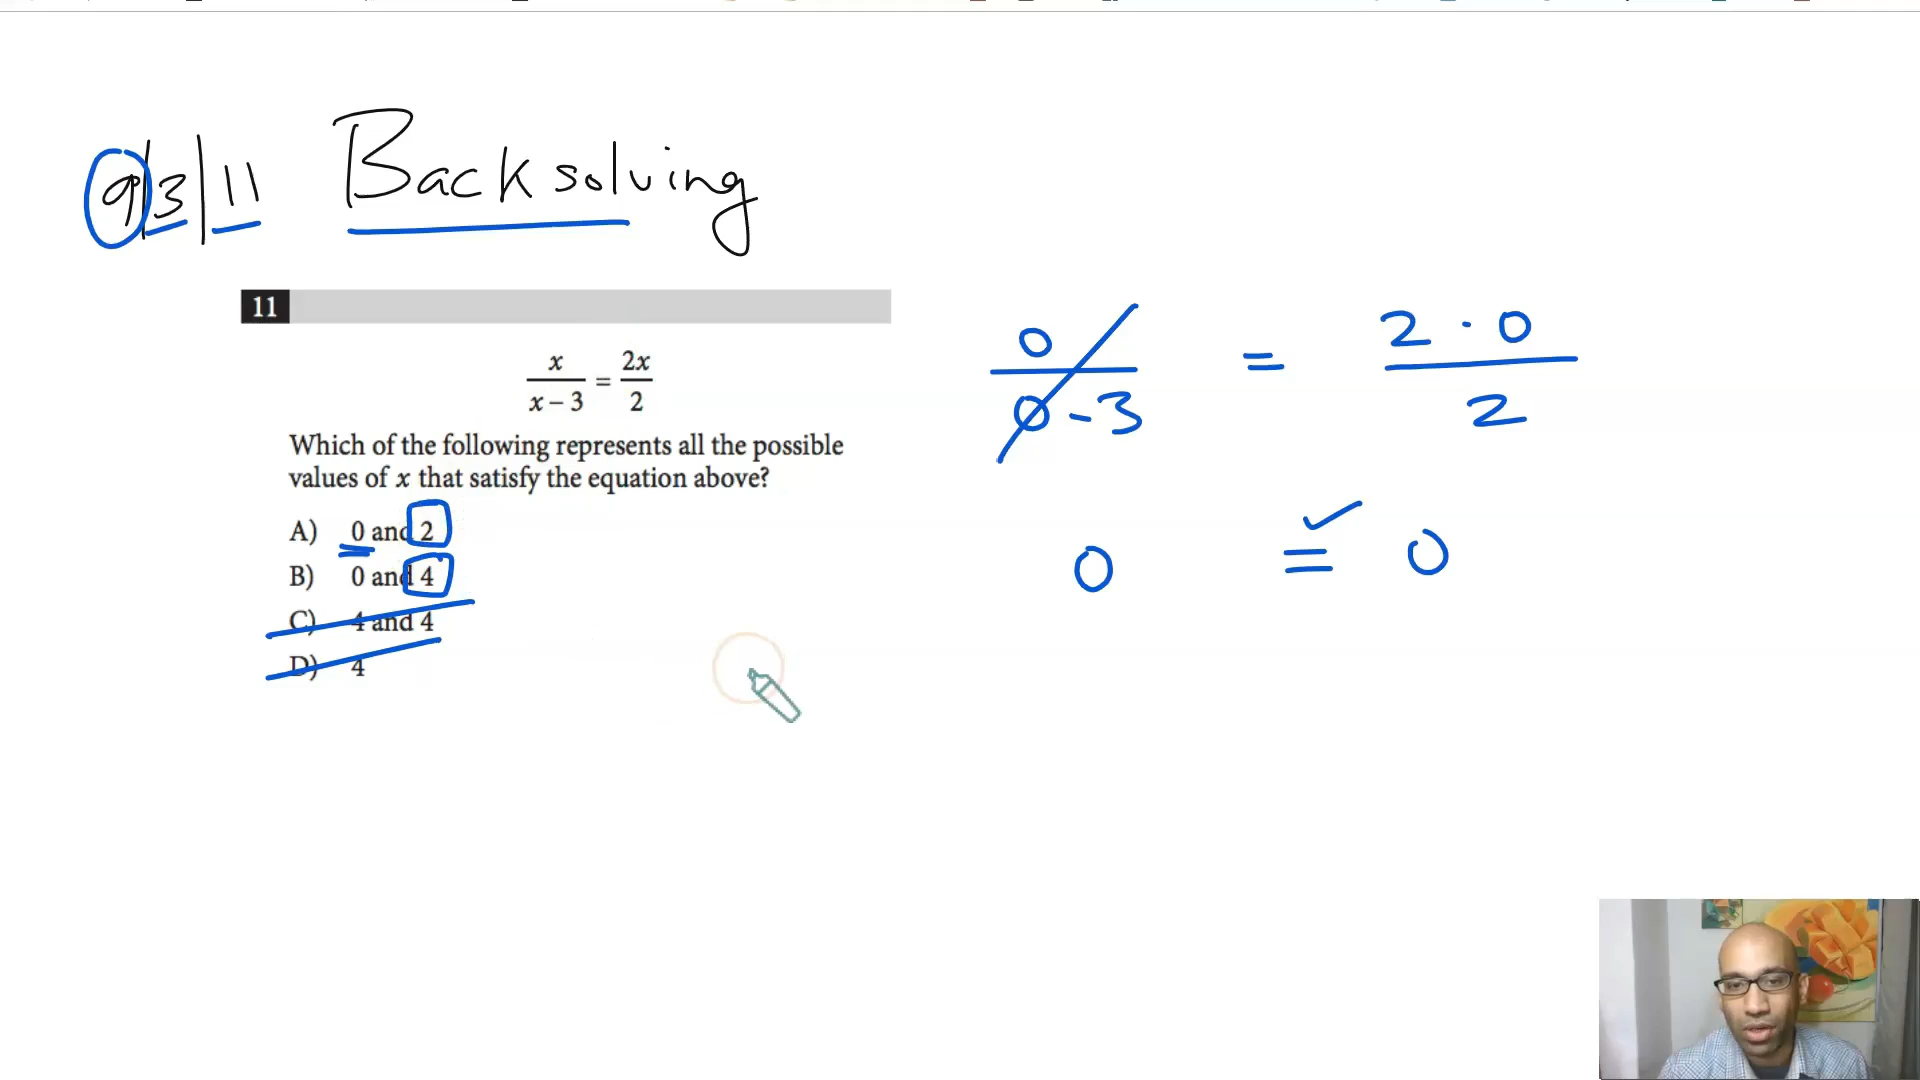 9|3|11 Backsolving
11
x / x – 3 = 2x / 2
Which of the following represents all the possible
values of x that satisfy the equation above?
A) 0 and 2
B) 0 and 4
C) –4 and 4
D) 4
0 / 0 - 3 = 2 · 0 / 2
0 = 0